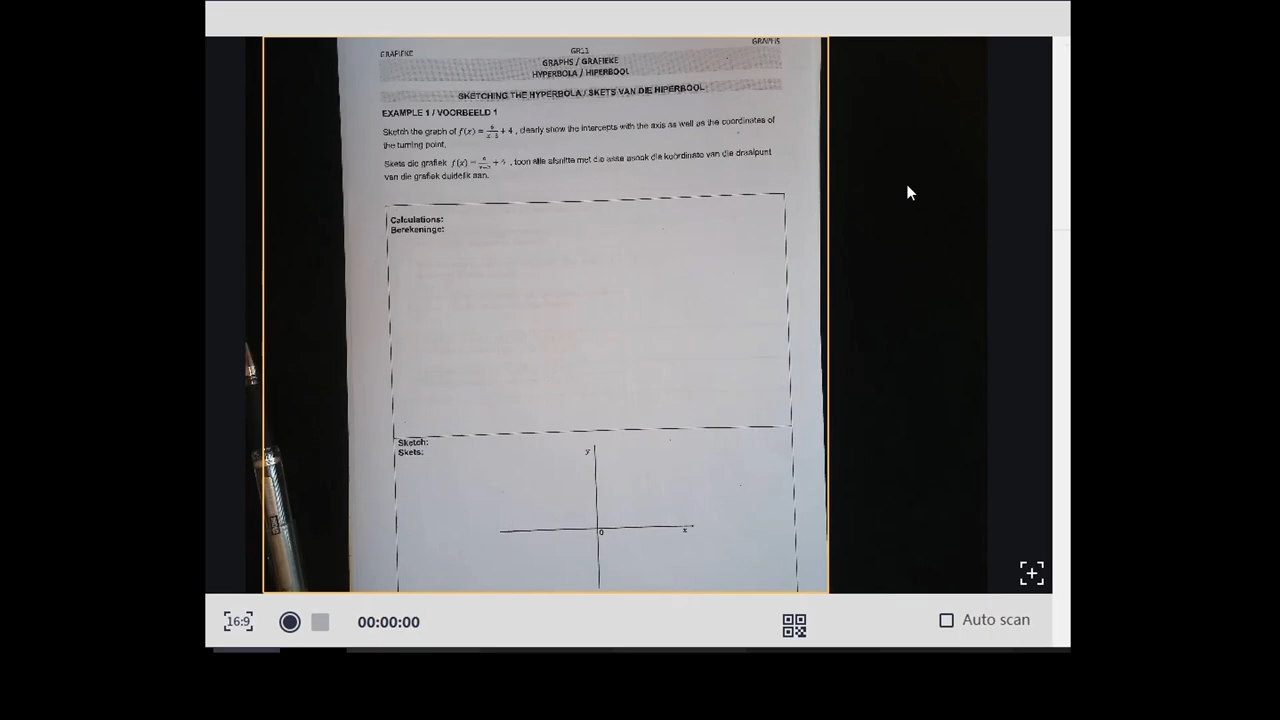 GRAFIEKE GR11 GRAPHS
GRAPHS / GRAFIEKE
HYPERBOLA / HIPERBOOL
SKETCHING THE HYPERBOLA / SKETS VAN DIE HIPERBOOL
EXAMPLE 1 / VOORBEELD 1
Sketch the graph of f(x) = + 4 , clearly show the intercepts with the axis as well as the coordinates of
the turning point.
Skets die grafiek f(x) = , toon alle afsnitte met die asse asook die koördinate van die draaipunt
van die grafiek duidelik aan.
Calculations:
Berekeninge:
Sketch:
Skets:
y
0
x
16:9 00:00:00 Auto scan